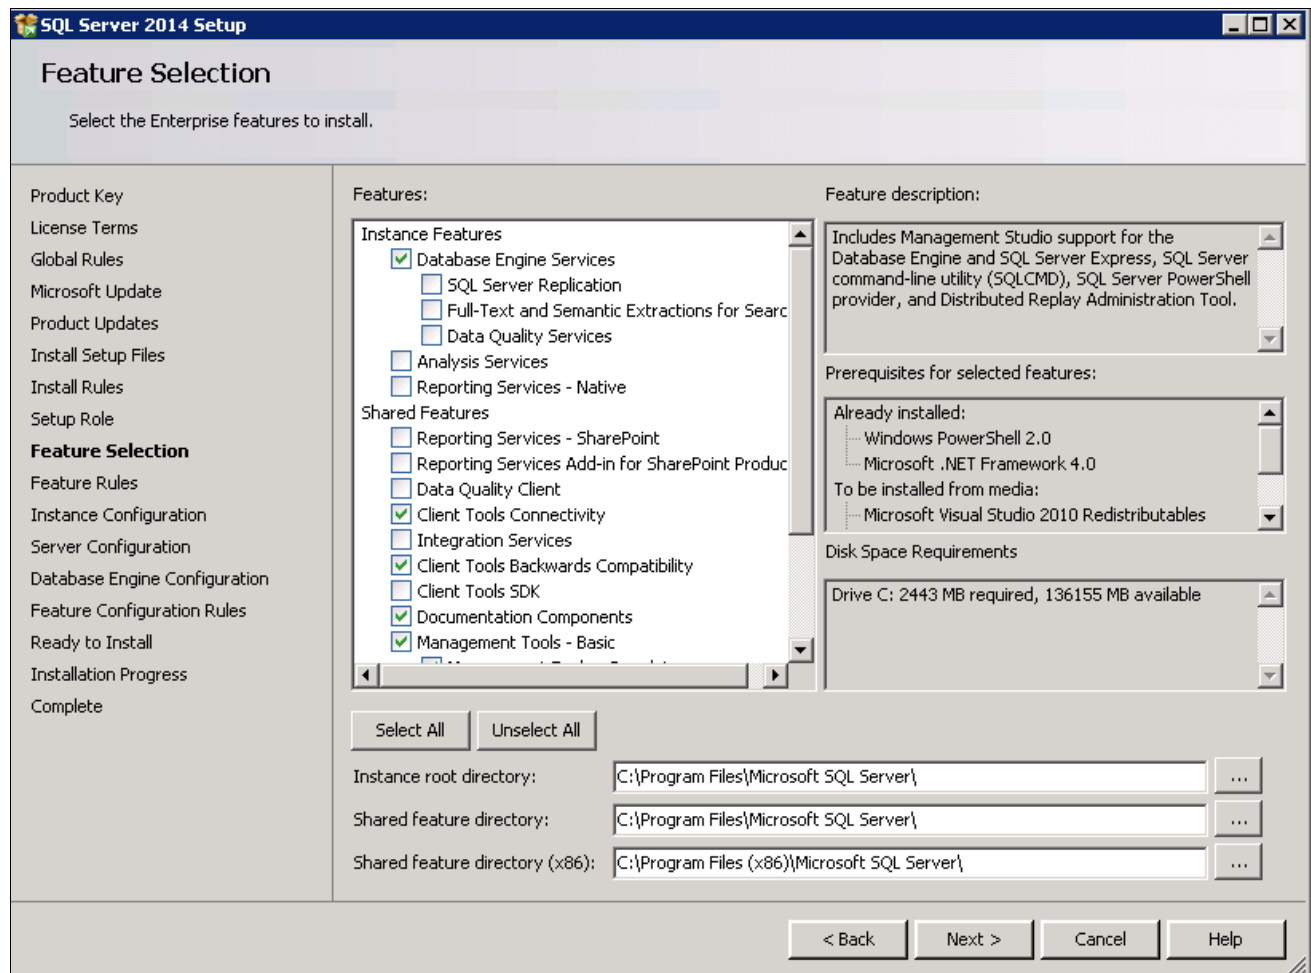 SQL Server 2014 Setup
Feature Selection
Select the Enterprise features to install.
Product Key
License Terms
Global Rules
Microsoft Update
Product Updates
Install Setup Files
Install Rules
Setup Role
Feature Selection
Feature Rules
Instance Configuration
Server Configuration
Database Engine Configuration
Feature Configuration Rules
Ready to Install
Installation Progress
Complete
Features:
Instance Features
Database Engine Services
SQL Server Replication
Full-Text and Semantic Extractions for Searc
Data Quality Services
Analysis Services
Reporting Services - Native
Shared Features
Reporting Services - SharePoint
Reporting Services Add-in for SharePoint Produc
Data Quality Client
Client Tools Connectivity
Integration Services
Client Tools Backwards Compatibility
Client Tools SDK
Documentation Components
Management Tools - Basic
Feature description:
Includes Management Studio support for the
Database Engine and SQL Server Express, SQL Server
command-line utility (SQLCMD), SQL Server PowerShell
provider, and Distributed Replay Administration Tool.
Prerequisites for selected features:
Already installed:
Windows PowerShell 2.0
Microsoft .NET Framework 4.0
To be installed from media:
Microsoft Visual Studio 2010 Redistributables
Disk Space Requirements
Drive C: 2443 MB required, 136155 MB available
Select All
Unselect All
Instance root directory:
C:\Program Files\Microsoft SQL Server\
...
Shared feature directory:
C:\Program Files\Microsoft SQL Server\
...
Shared feature directory (x86):
C:\Program Files (x86)\Microsoft SQL Server\
...
< Back
Next >
Cancel
Help